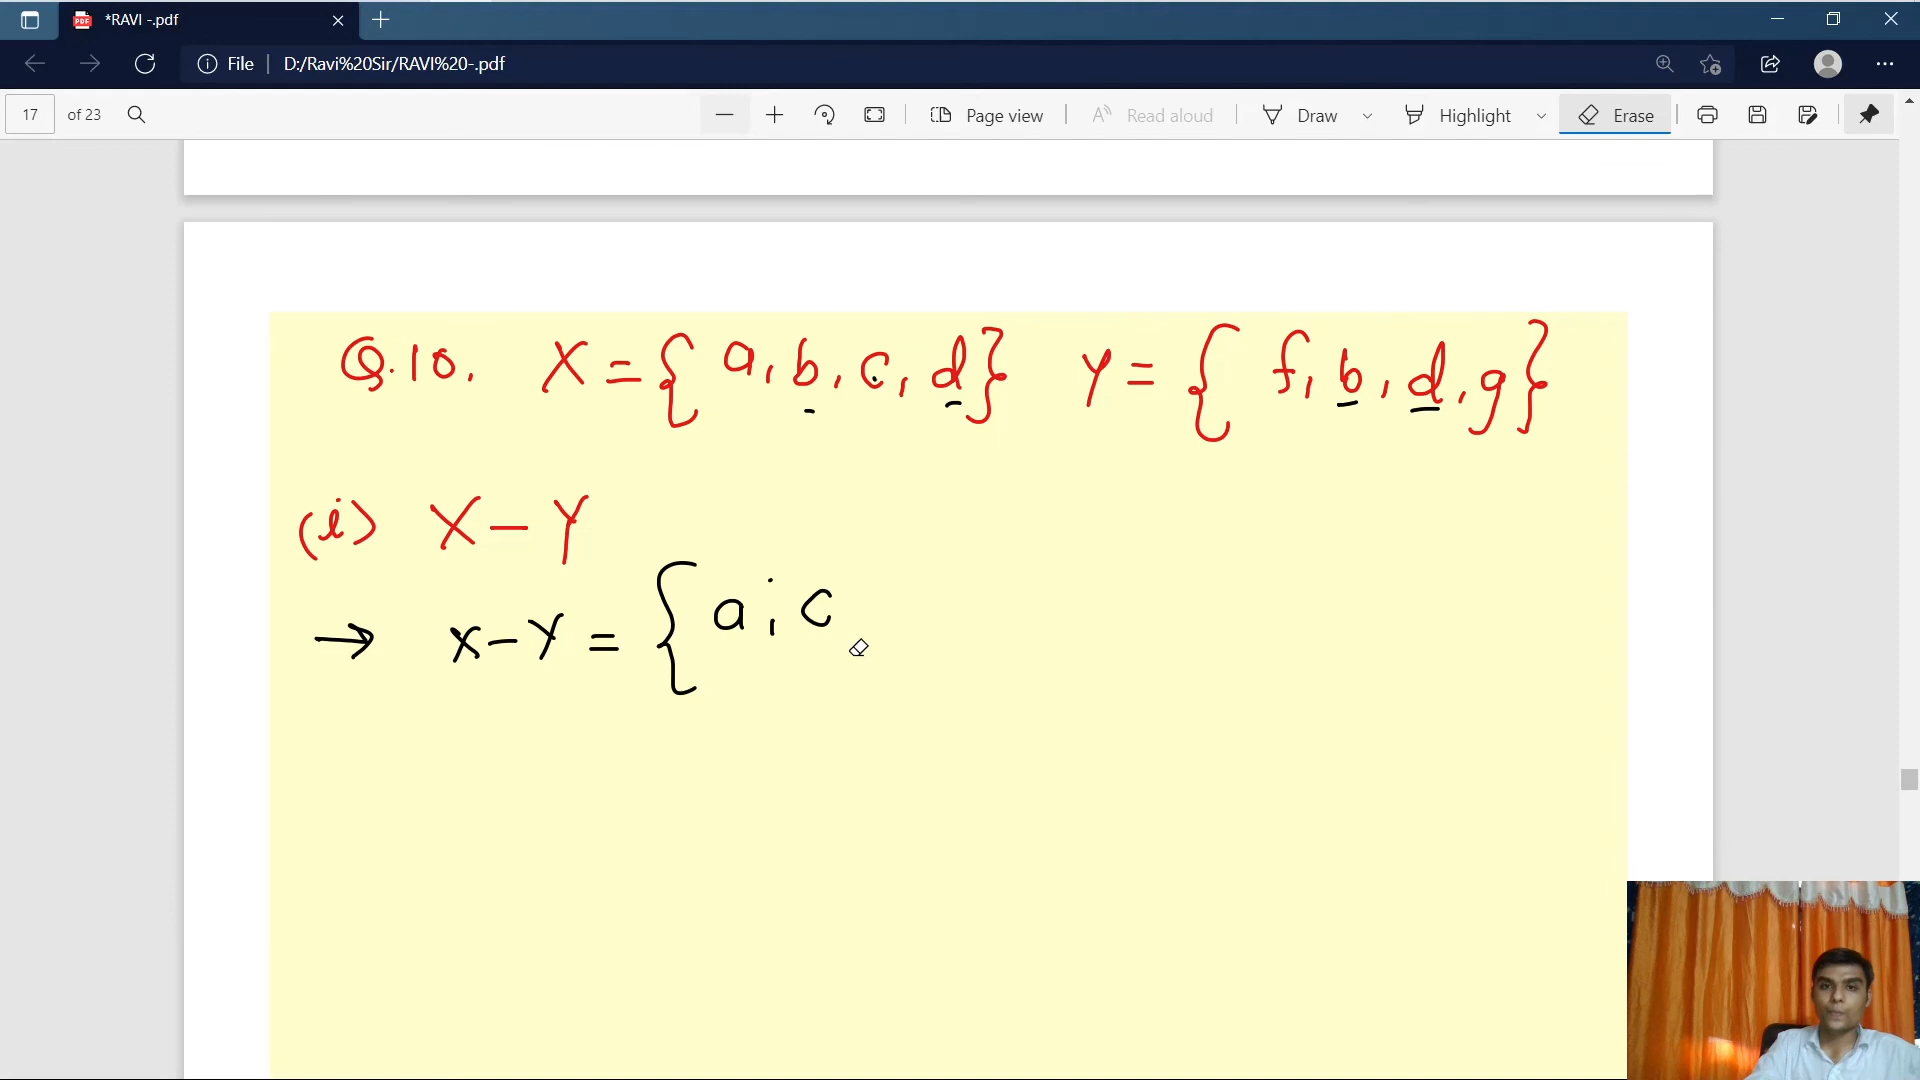 *RAVI -.pdf
File D:/Ravi%20Sir/RAVI%20-.pdf
17 of 23 Page view Read aloud Draw Highlight Erase
Q.10. X = { a, b, c, d} Y = { f, b, d, g}
(i) X - Y
→ X - Y = { a, c